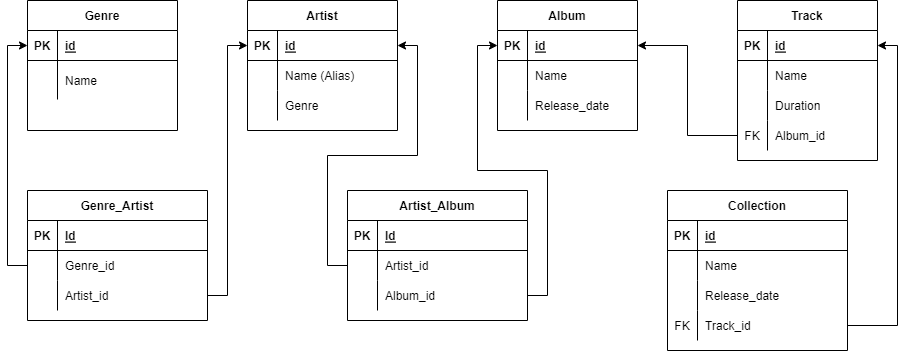 Genre
PK id
Name
Artist
PK id
Name (Alias)
Genre
Album
PK id
Name
Release_date
Track
PK id
Name
Duration
FK Album_id
Genre_Artist
PK Id
Genre_id
Artist_id
Artist_Album
PK Id
Artist_id
Album_id
Collection
PK id
Name
Release_date
FK Track_id